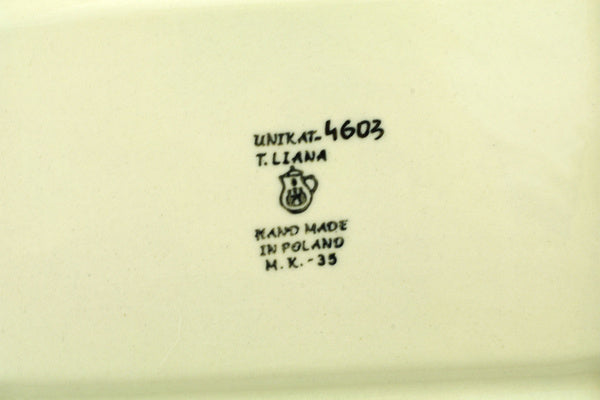 UNIKAT-4603
T. LIANA
HAND MADE
IN POLAND
M.K.-35